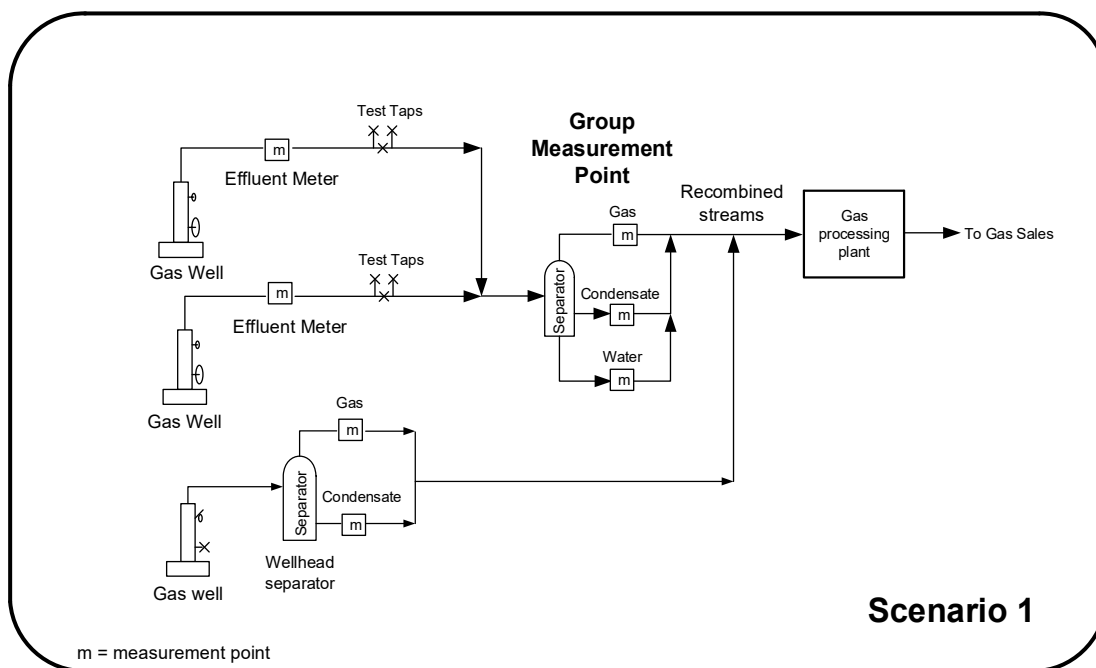 Test Taps
m
Effluent Meter
Gas Well
Test Taps
m
Effluent Meter
Gas Well
Group
Measurement
Point
Gas
m
Separator
Condensate
m
Water
m
Recombined
streams
Gas
processing
plant
To Gas Sales
Gas
m
Separator
Condensate
m
Wellhead
separator
Gas well
Scenario 1
m = measurement point